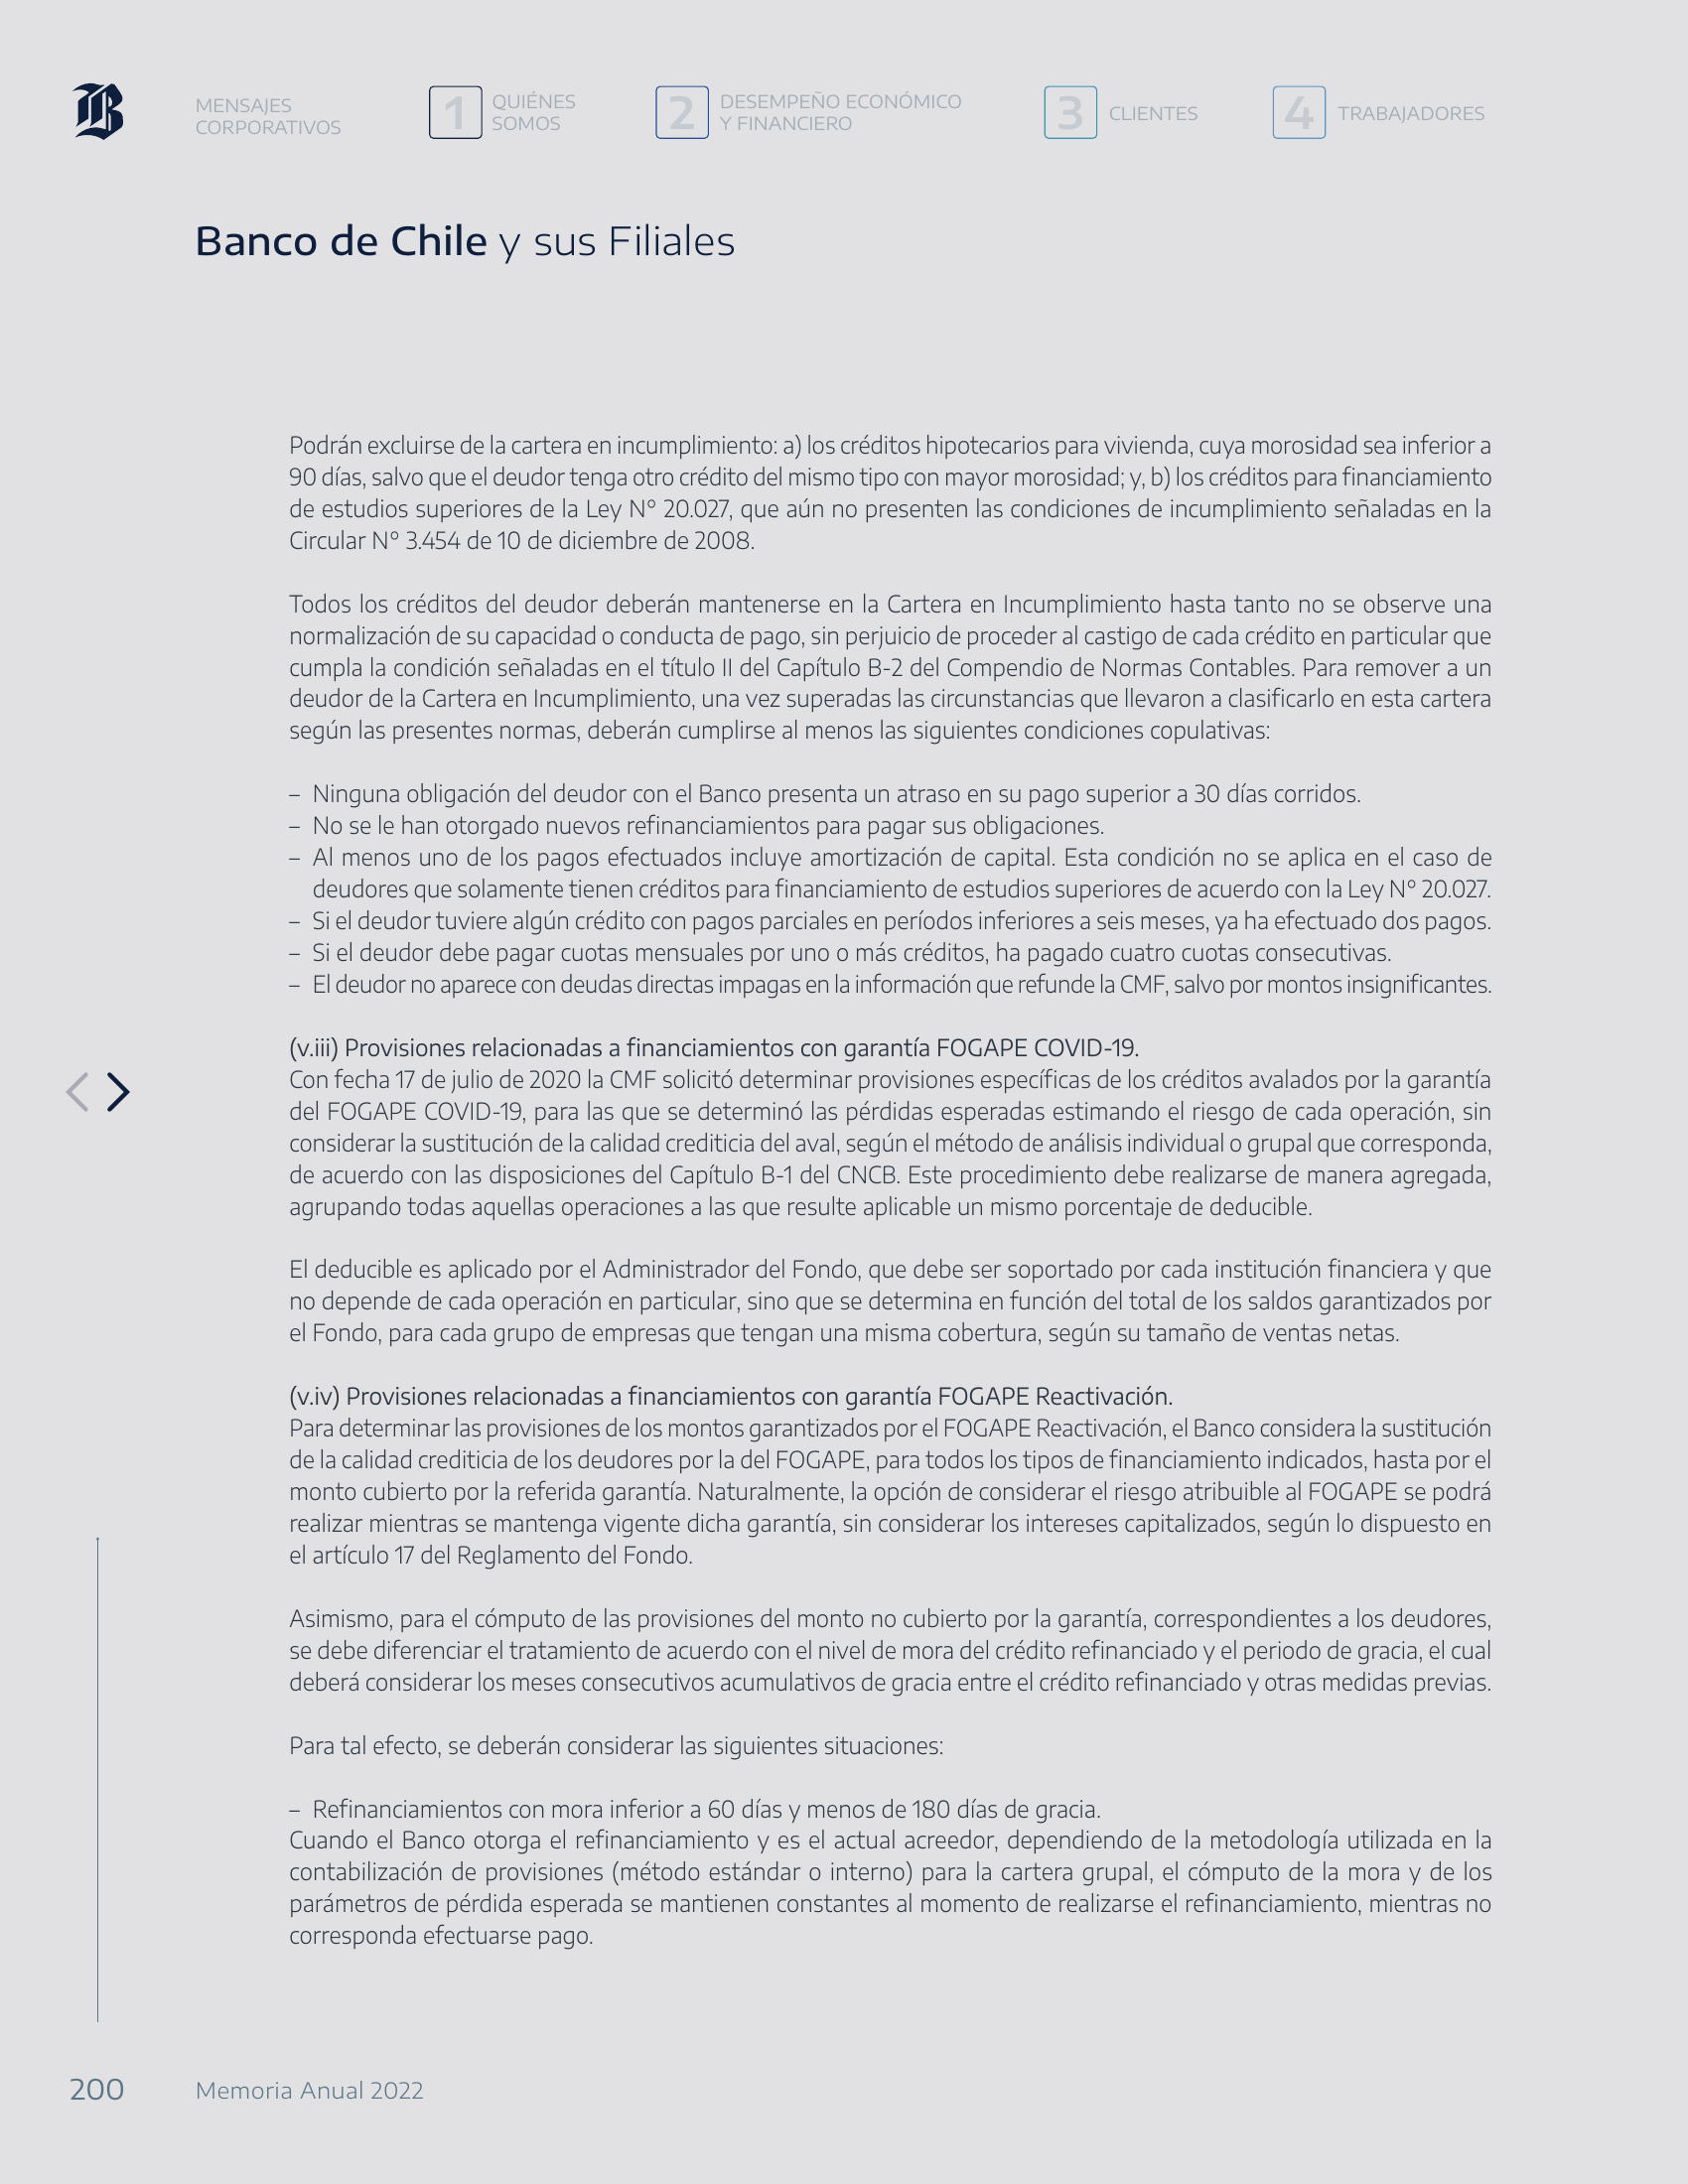 MENSAJES
CORPORATIVOS
1 QUIÉNES
SOMOS
2 DESEMPEÑO ECONÓMICO
Y FINANCIERO
3 CLIENTES
4 TRABAJADORES
Banco de Chile y sus Filiales
Podrán excluirse de la cartera en incumplimiento: a) los créditos hipotecarios para vivienda, cuya morosidad sea inferior a
90 días, salvo que el deudor tenga otro crédito del mismo tipo con mayor morosidad; y, b) los créditos para financiamiento
de estudios superiores de la Ley N° 20.027, que aún no presenten las condiciones de incumplimiento señaladas en la
Circular N° 3.454 de 10 de diciembre de 2008.
Todos los créditos del deudor deberán mantenerse en la Cartera en Incumplimiento hasta tanto no se observe una
normalización de su capacidad o conducta de pago, sin perjuicio de proceder al castigo de cada crédito en particular que
cumpla la condición señaladas en el título II del Capítulo B-2 del Compendio de Normas Contables. Para remover a un
deudor de la Cartera en Incumplimiento, una vez superadas las circunstancias que llevaron a clasificarlo en esta cartera
según las presentes normas, deberán cumplirse al menos las siguientes condiciones copulativas:
– Ninguna obligación del deudor con el Banco presenta un atraso en su pago superior a 30 días corridos.
– No se le han otorgado nuevos refinanciamientos para pagar sus obligaciones.
– Al menos uno de los pagos efectuados incluye amortización de capital. Esta condición no se aplica en el caso de
deudores que solamente tienen créditos para financiamiento de estudios superiores de acuerdo con la Ley N° 20.027.
– Si el deudor tuviere algún crédito con pagos parciales en períodos inferiores a seis meses, ya ha efectuado dos pagos.
– Si el deudor debe pagar cuotas mensuales por uno o más créditos, ha pagado cuatro cuotas consecutivas.
– El deudor no aparece con deudas directas impagas en la información que refunde la CMF, salvo por montos insignificantes.
(v.iii) Provisiones relacionadas a financiamientos con garantía FOGAPE COVID-19.
Con fecha 17 de julio de 2020 la CMF solicitó determinar provisiones específicas de los créditos avalados por la garantía
del FOGAPE COVID-19, para las que se determinó las pérdidas esperadas estimando el riesgo de cada operación, sin
considerar la sustitución de la calidad crediticia del aval, según el método de análisis individual o grupal que corresponda,
de acuerdo con las disposiciones del Capítulo B-1 del CNCB. Este procedimiento debe realizarse de manera agregada,
agrupando todas aquellas operaciones a las que resulte aplicable un mismo porcentaje de deducible.
El deducible es aplicado por el Administrador del Fondo, que debe ser soportado por cada institución financiera y que
no depende de cada operación en particular, sino que se determina en función del total de los saldos garantizados por
el Fondo, para cada grupo de empresas que tengan una misma cobertura, según su tamaño de ventas netas.
(v.iv) Provisiones relacionadas a financiamientos con garantía FOGAPE Reactivación.
Para determinar las provisiones de los montos garantizados por el FOGAPE Reactivación, el Banco considera la sustitución
de la calidad crediticia de los deudores por la del FOGAPE, para todos los tipos de financiamiento indicados, hasta por el
monto cubierto por la referida garantía. Naturalmente, la opción de considerar el riesgo atribuible al FOGAPE se podrá
realizar mientras se mantenga vigente dicha garantía, sin considerar los intereses capitalizados, según lo dispuesto en
el artículo 17 del Reglamento del Fondo.
Asimismo, para el cómputo de las provisiones del monto no cubierto por la garantía, correspondientes a los deudores,
se debe diferenciar el tratamiento de acuerdo con el nivel de mora del crédito refinanciado y el periodo de gracia, el cual
deberá considerar los meses consecutivos acumulativos de gracia entre el crédito refinanciado y otras medidas previas.
Para tal efecto, se deberán considerar las siguientes situaciones:
– Refinanciamientos con mora inferior a 60 días y menos de 180 días de gracia.
Cuando el Banco otorga el refinanciamiento y es el actual acreedor, dependiendo de la metodología utilizada en la
contabilización de provisiones (método estándar o interno) para la cartera grupal, el cómputo de la mora y de los
parámetros de pérdida esperada se mantienen constantes al momento de realizarse el refinanciamiento, mientras no
corresponda efectuarse pago.
200 Memoria Anual 2022